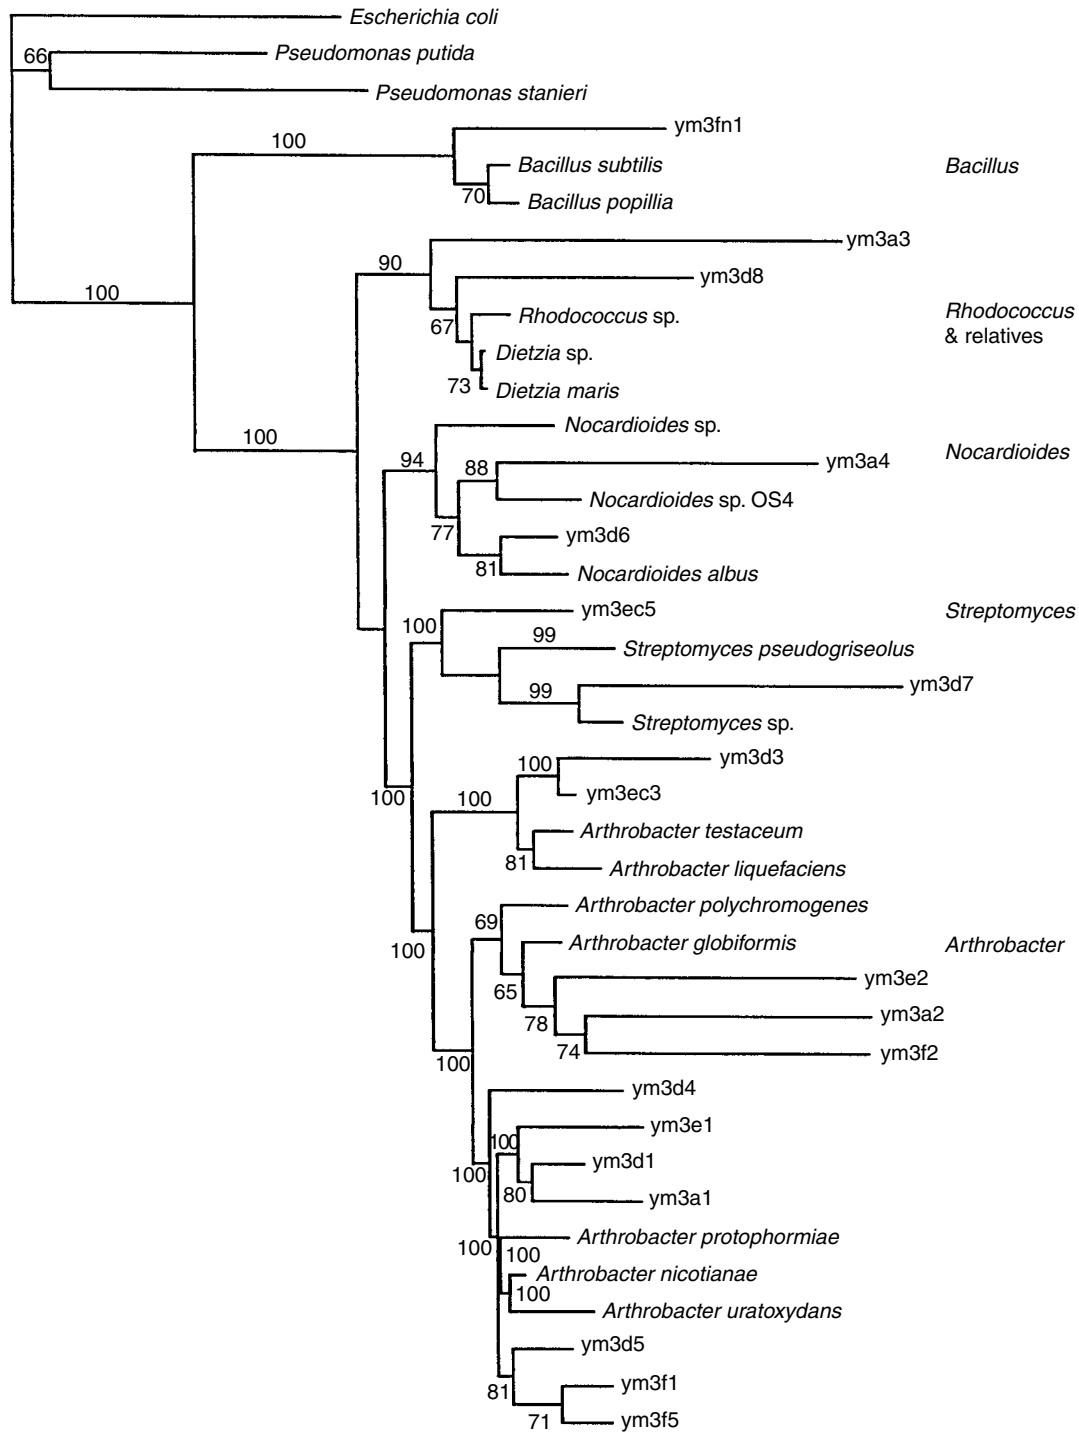 Escherichia coli
66
Pseudomonas putida
Pseudomonas stanieri
ym3fn1
100
Bacillus subtilis
Bacillus
70
Bacillus popillia
ym3a3
90
ym3d8
100
Rhodococcus sp.
Rhodococcus
& relatives
67
Dietzia sp.
73
Dietzia maris
Nocardioides sp.
100
94
Nocardioides
88
ym3a4
Nocardioides sp. OS4
77
ym3d6
81
Nocardioides albus
ym3ec5
Streptomyces
100
99
Streptomyces pseudogriseolus
99
ym3d7
Streptomyces sp.
ym3d3
100
ym3ec3
100
100
Arthrobacter testaceum
81
Arthrobacter liquefaciens
Arthrobacter polychromogenes
69
Arthrobacter globiformis
Arthrobacter
100
ym3e2
65
ym3a2
78
74
ym3f2
100
ym3d4
ym3e1
100
ym3d1
100
80
ym3a1
Arthrobacter protophormiae
100
100
Arthrobacter nicotianae
100
Arthrobacter uratoxydans
ym3d5
81
ym3f1
71
ym3f5